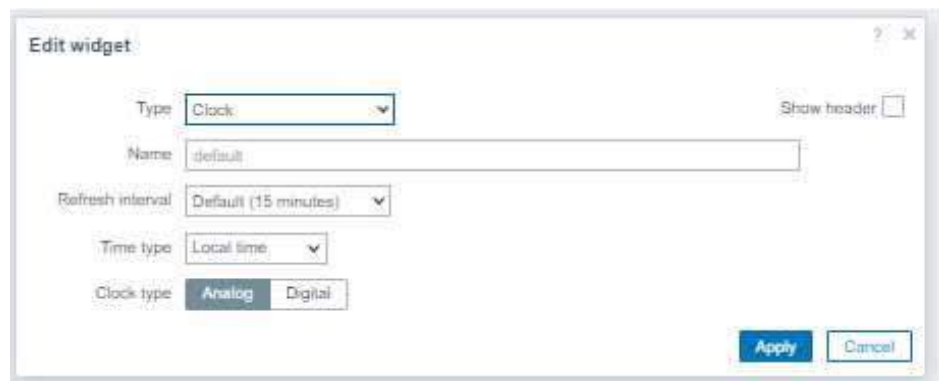 Edit widget ?
Type Clock Show header
Name default
Refresh interval Default (15 minutes)
Time type Local time
Clock type Analog Digital
Apply Cancel